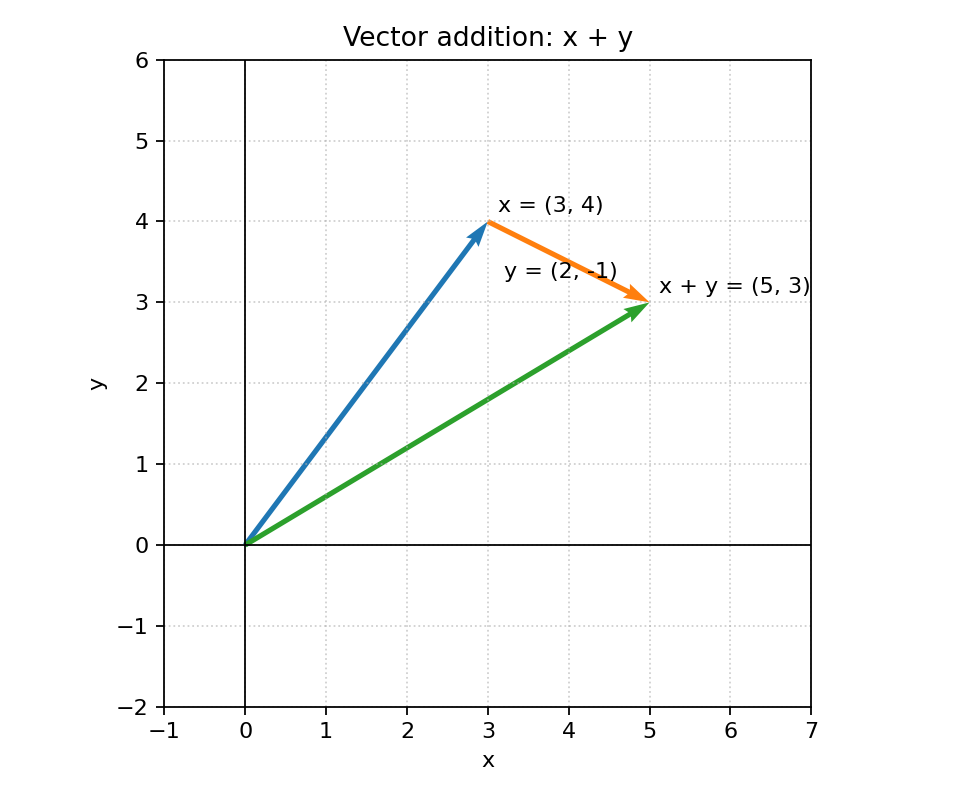 Vector addition: x + y
6
5
x = (3, 4)
4
y = (2, -1)
x + y = (5, 3)
3
y
2
1
0
−1
−2
−1 0 1 2 3 4 5 6 7
x